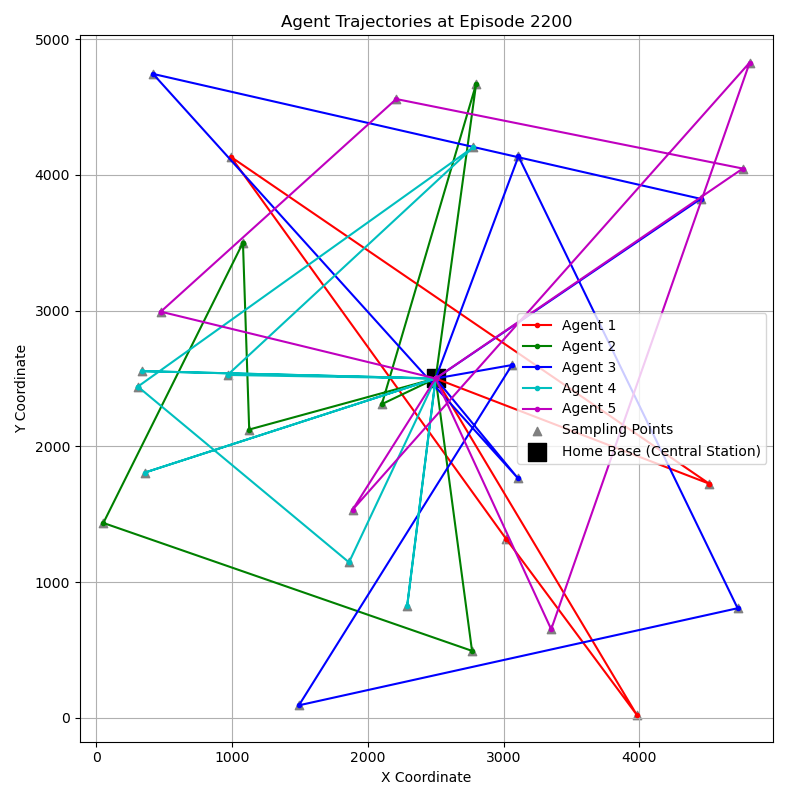 Agent Trajectories at Episode 2200
5000
4000
3000
2000
1000
0
Y Coordinate
Agent 1
Agent 2
Agent 3
Agent 4
Agent 5
Sampling Points
Home Base (Central Station)
0 1000 2000 3000 4000
X Coordinate